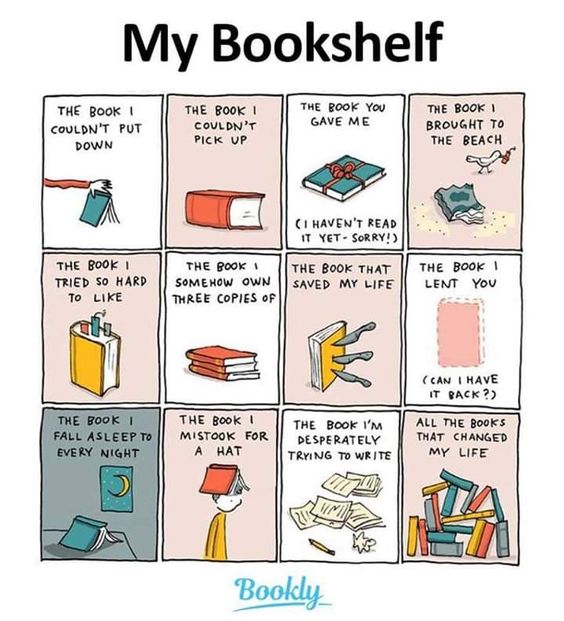 My Bookshelf
THE BOOK I
COULDN'T PUT
DOWN
THE BOOK I
COULDN'T
PICK UP
THE BOOK YOU
GAVE ME
(I HAVEN'T READ
IT YET - SORRY!)
THE BOOK I
BROUGHT TO
THE BEACH
THE BOOK I
TRIED SO HARD
TO LIKE
THE BOOK I
SOMEHOW OWN
THREE COPIES OF
THE BOOK THAT
SAVED MY LIFE
THE BOOK I
LENT YOU
(CAN I HAVE
IT BACK?)
THE BOOK I
FALL ASLEEP TO
EVERY NIGHT
THE BOOK I
MISTOOK FOR
A HAT
THE BOOK I'M
DESPERATELY
TRYING TO WRITE
ALL THE BOOKS
THAT CHANGED
MY LIFE
Bookly